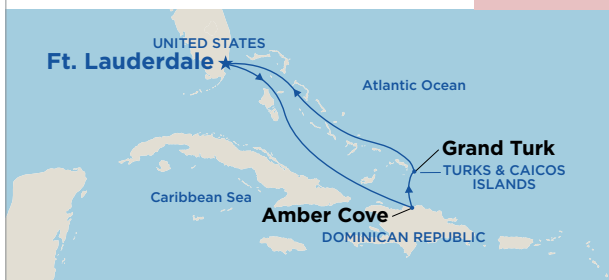 UNITED STATES
Ft. Lauderdale
Atlantic Ocean
Grand Turk
TURKS & CAICOS
ISLANDS
Caribbean Sea
Amber Cove
DOMINICAN REPUBLIC